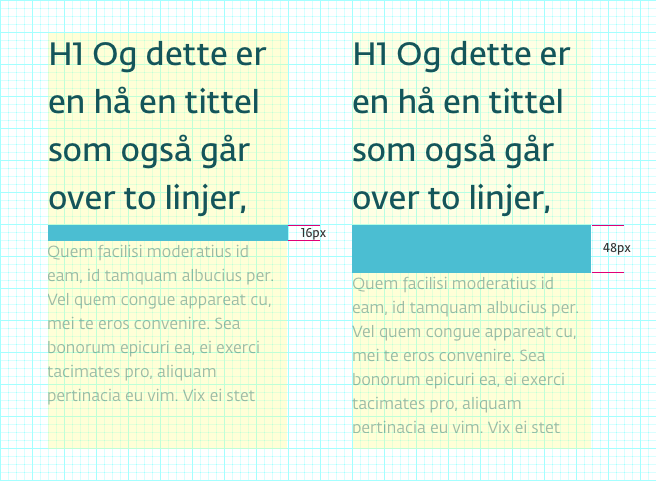 H1 Og dette er
en hå en tittel
som også går
over to linjer,
16px
Quem facilisi moderatius id
eam, id tamquam albucius per.
Vel quem congue appareat cu,
mei te eros convenire. Sea
bonorum epicuri ea, ei exerci
tacimates pro, aliquam
pertinacia eu vim. Vix ei stet
H1 Og dette er
en hå en tittel
som også går
over to linjer,
48px
Quem facilisi moderatius id
eam, id tamquam albucius per.
Vel quem congue appareat cu,
mei te eros convenire. Sea
bonorum epicuri ea, ei exerci
tacimates pro, aliquam
pertinacia eu vim. Vix ei stet